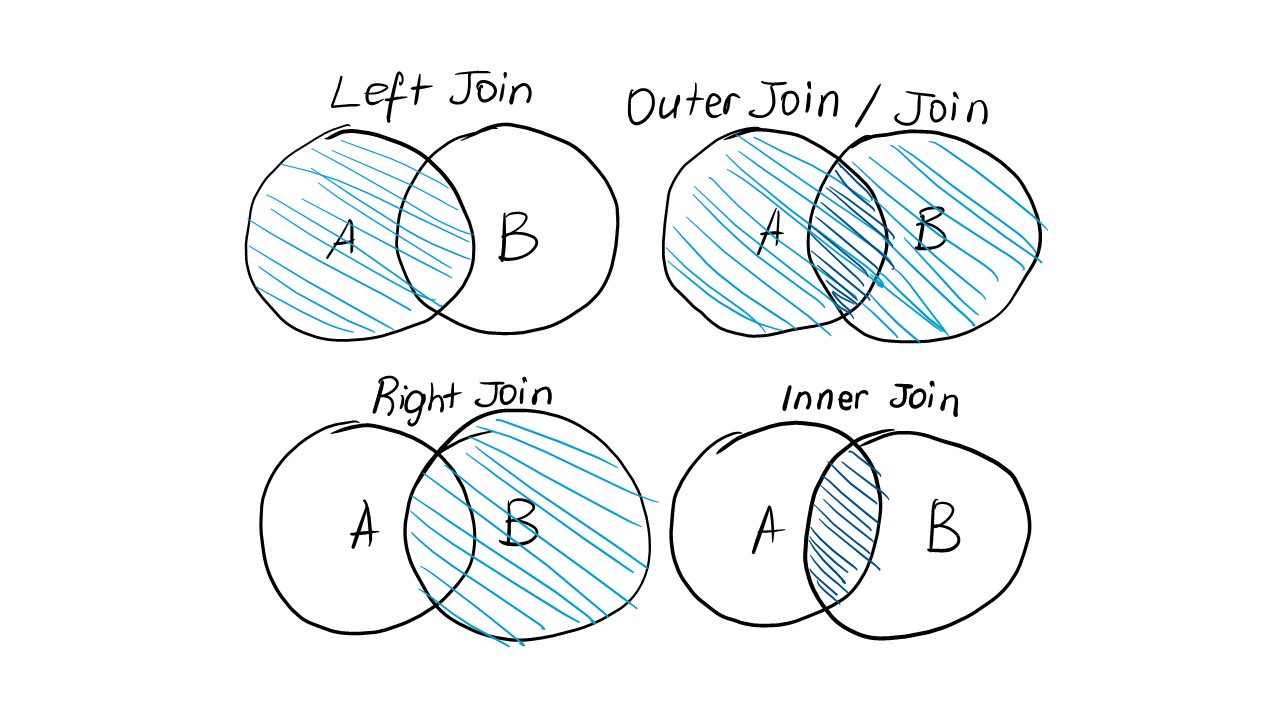 Left Join
A B
Outer Join / Join
A B
Right Join
A B
Inner Join
A B